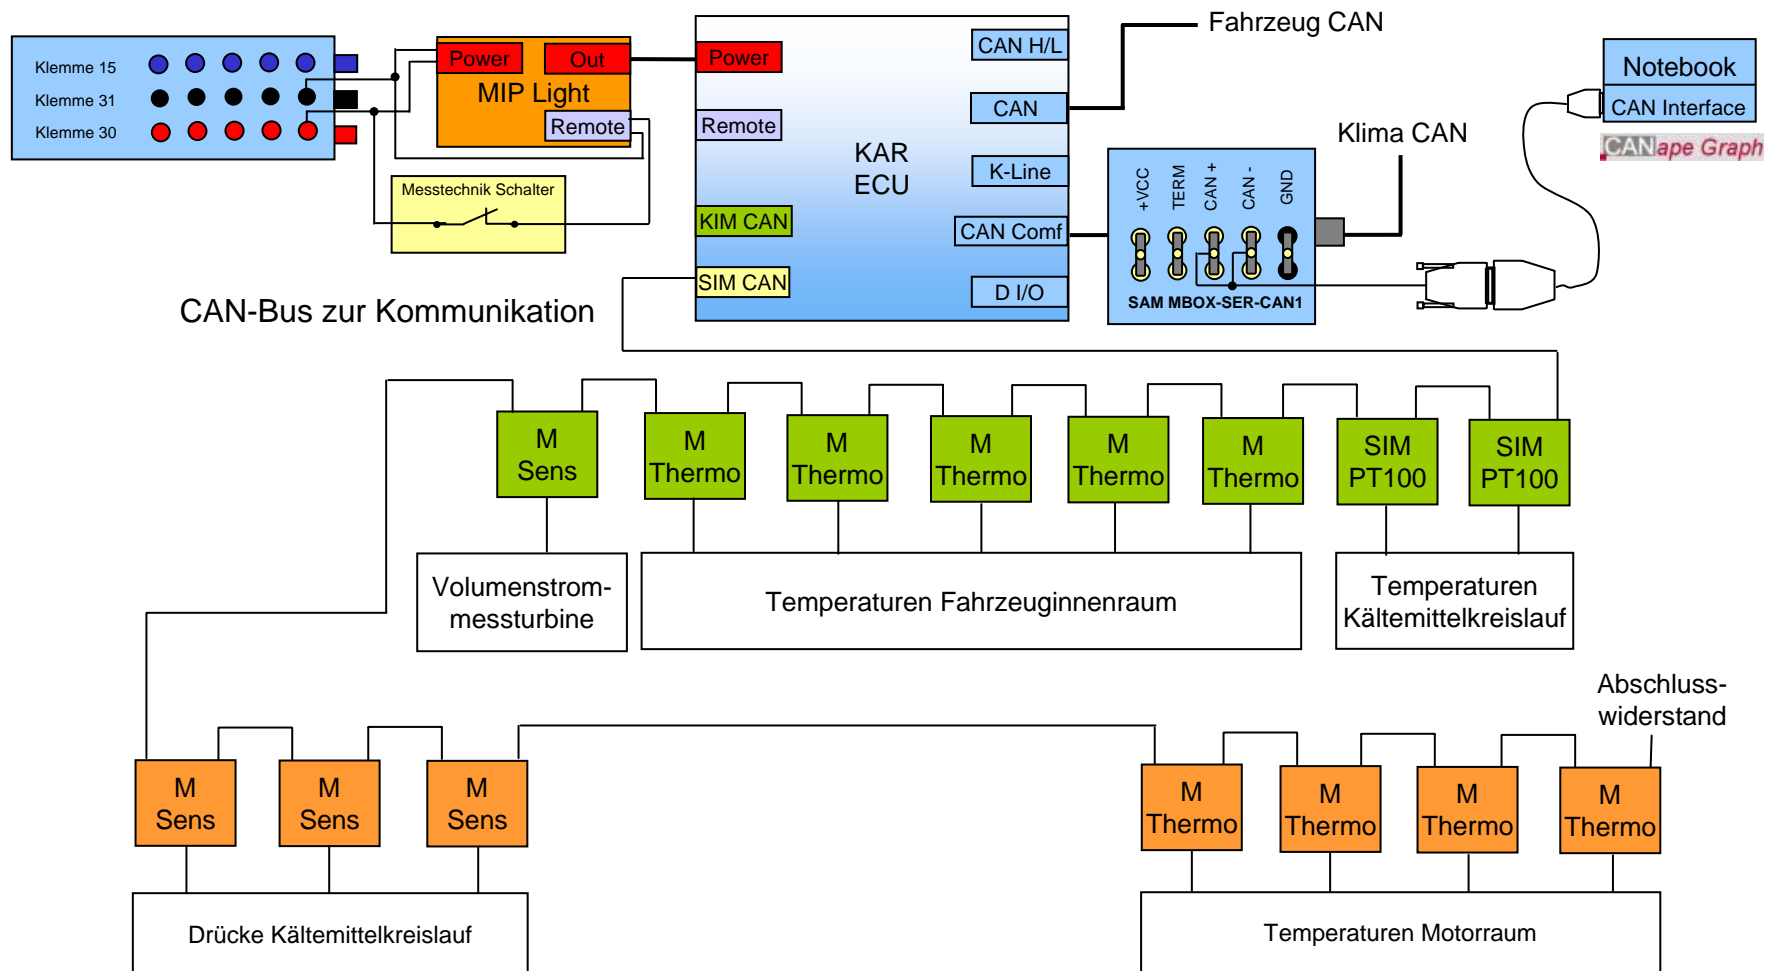 Klemme 15
Klemme 31
Klemme 30
Power
Out
MIP Light
Remote
Messtechnik Schalter
Power
Remote
KIM CAN
SIM CAN
KAR
ECU
CAN H/L
CAN
K-Line
CAN Comf
D I/O
Fahrzeug CAN
Klima CAN
+VCC
TERM
CAN +
CAN -
GND
SAM MBOX-SER-CAN1
Notebook
CAN Interface
CANape Graph
CAN-Bus zur Kommunikation
M
Sens
M
Thermo
M
Thermo
M
Thermo
M
Thermo
M
Thermo
SIM
PT100
SIM
PT100
Volumenstrom-
messturbine
Temperaturen Fahrzeuginnenraum
Temperaturen
Kältemittelkreislauf
Abschluss-
widerstand
M
Sens
M
Sens
M
Sens
M
Thermo
M
Thermo
M
Thermo
M
Thermo
Drücke Kältemittelkreislauf
Temperaturen Motorraum